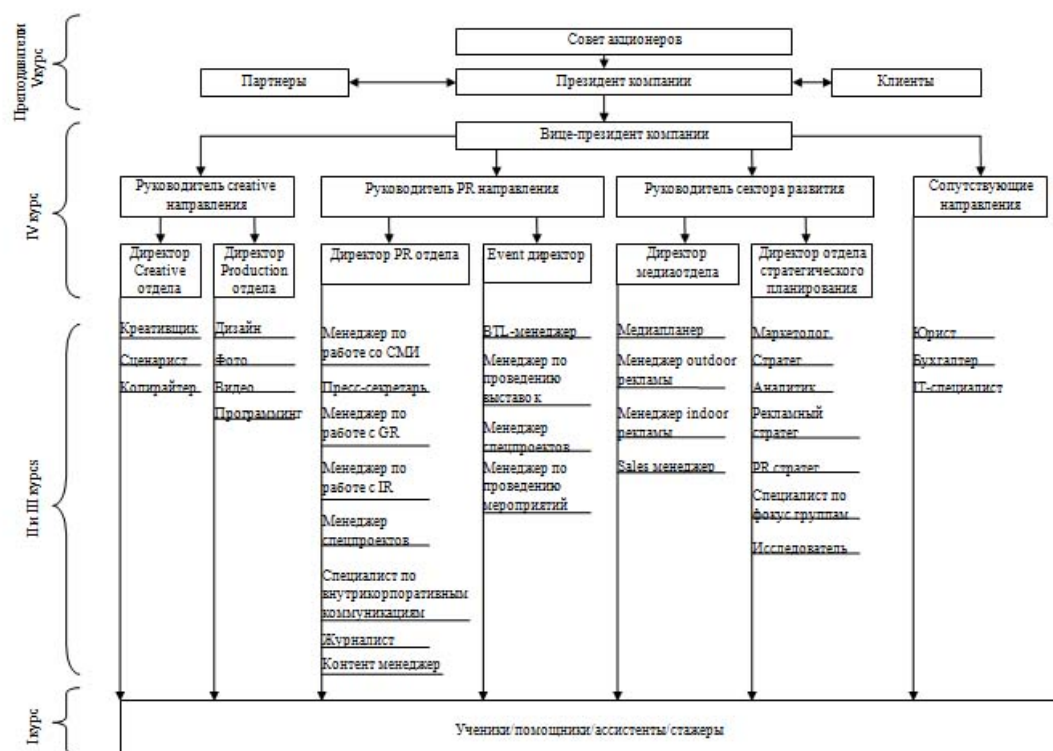 Преподаватели
V курс
Совет акционеров
Партнеры
Президент компании
Клиенты
IV курс
Вице-президент компании
Руководитель creative
направления
Руководитель PR направления
Руководитель сектора развития
Сопутствующие
направления
Директор
Creative
отдела
Директор
Production
отдела
Директор PR отдела
Event директор
Директор
медиаотдела
Директор отдела
стратегического
планирования
II и III курсs
Креативщик
Сценарист
Копирайтер
Дизайн
Фото
Видео
Программинг
Менеджер по
работе со СМИ
Пресс-секретарь
Менеджер по
работе с GR
Менеджер по
работе с IR
Менеджер
спецпроектов
Специалист по
внутрикорпоративным
коммуникациям
Журналист
Контент менеджер
BTL-менеджер
Менеджер по
проведению
выставок
Менеджер
спецпроектов
Менеджер по
проведению
мероприятий
Медиапланер
Менеджер outdoor
рекламы
Менеджер indoor
рекламы
Sales менеджер
Маркетолог
Стратег
Аналитик
Рекламный
стратег
PR стратег
Специалист по
фокус группам
Исследователь
Юрист
Бухгалтер
IT-специалист
I курс
Ученики/помощники/ассистенты/стажеры